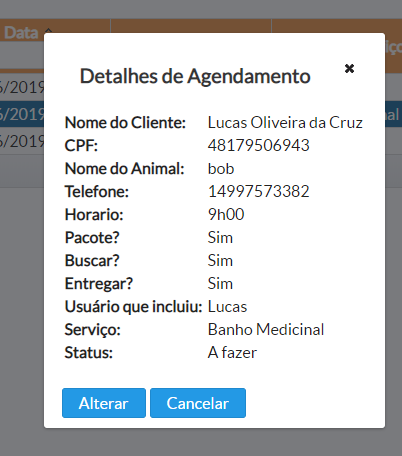 Data
Detalhes de Agendamento
Nome do Cliente: Lucas Oliveira da Cruz
CPF: 48179506943
6/2019
Nome do Animal: bob
6/2019
Telefone: 14997573382
6/2019
Horario: 9h00
Pacote? Sim
Buscar? Sim
Entregar? Sim
Usuário que incluiu: Lucas
Serviço: Banho Medicinal
Status: A fazer
Alterar Cancelar